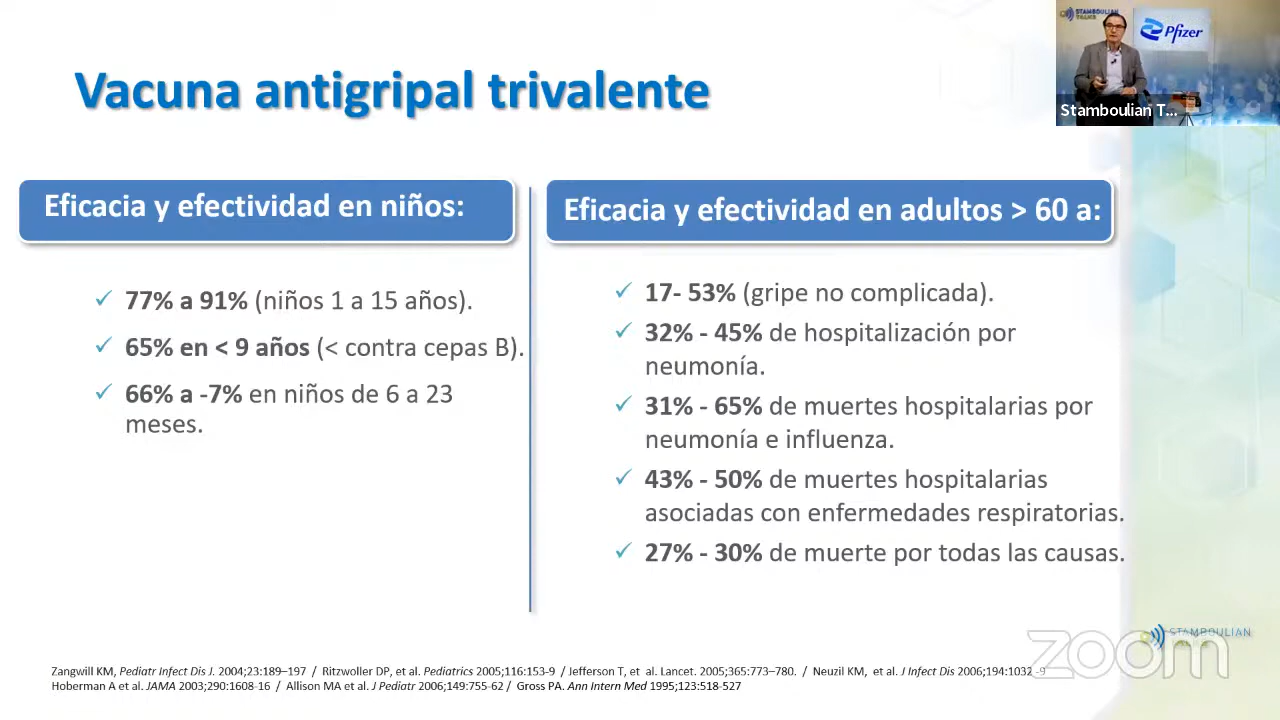 Vacuna antigripal trivalente
STAMBOULIAN
TALKS
Pfizer
Stamboulian T...
Eficacia y efectividad en niños:
✓ 77% a 91% (niños 1 a 15 años).
✓ 65% en < 9 años (< contra cepas B).
✓ 66% a -7% en niños de 6 a 23
meses.
Eficacia y efectividad en adultos > 60 a:
✓ 17- 53% (gripe no complicada).
✓ 32% - 45% de hospitalización por
neumonía.
✓ 31% - 65% de muertes hospitalarias por
neumonía e influenza.
✓ 43% - 50% de muertes hospitalarias
asociadas con enfermedades respiratorias.
✓ 27% - 30% de muerte por todas las causas.
STAMBOULIAN
TALKS
zoom
Zangwill KM, Pediatr Infect Dis J. 2004;23:189–197 / Ritzwoller DP, et al. Pediatrics 2005;116:153-9 / Jefferson T, et al. Lancet. 2005;365:773–780. / Neuzil KM, et al. J Infect Dis 2006;194:1032 -9
Hoberman A et al. JAMA 2003;290:1608-16 / Allison MA et al. J Pediatr 2006;149:755-62 / Gross PA. Ann Intern Med 1995;123:518-527